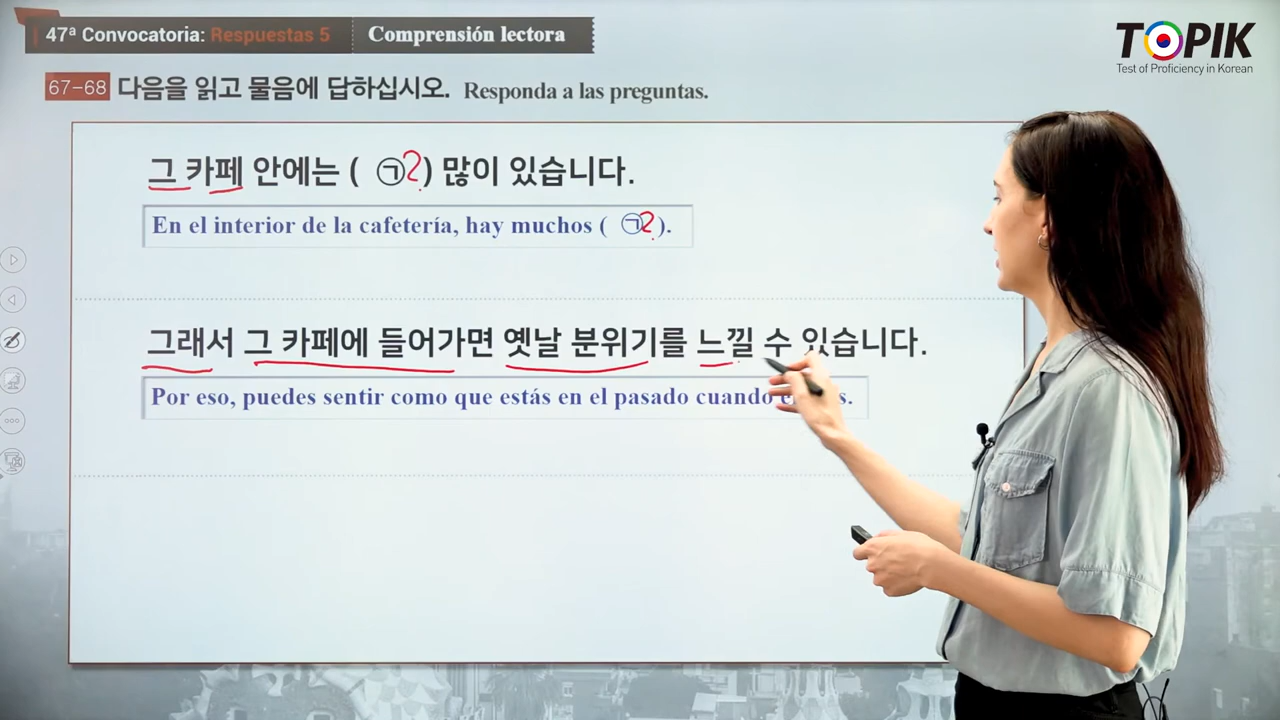 47ª Convocatoria: Respuestas 5 Comprensión lectora
TOPIK
Test of Proficiency in Korean
67-68 다음을 읽고 물음에 답하십시오. Responda a las preguntas.
그 카페 안에는 ( ㉠?) 많이 있습니다.
En el interior de la cafetería, hay muchos ( ㉠? ).
그래서 그 카페에 들어가면 옛날 분위기를 느낄 수 있습니다.
Por eso, puedes sentir como que estás en el pasado cuando